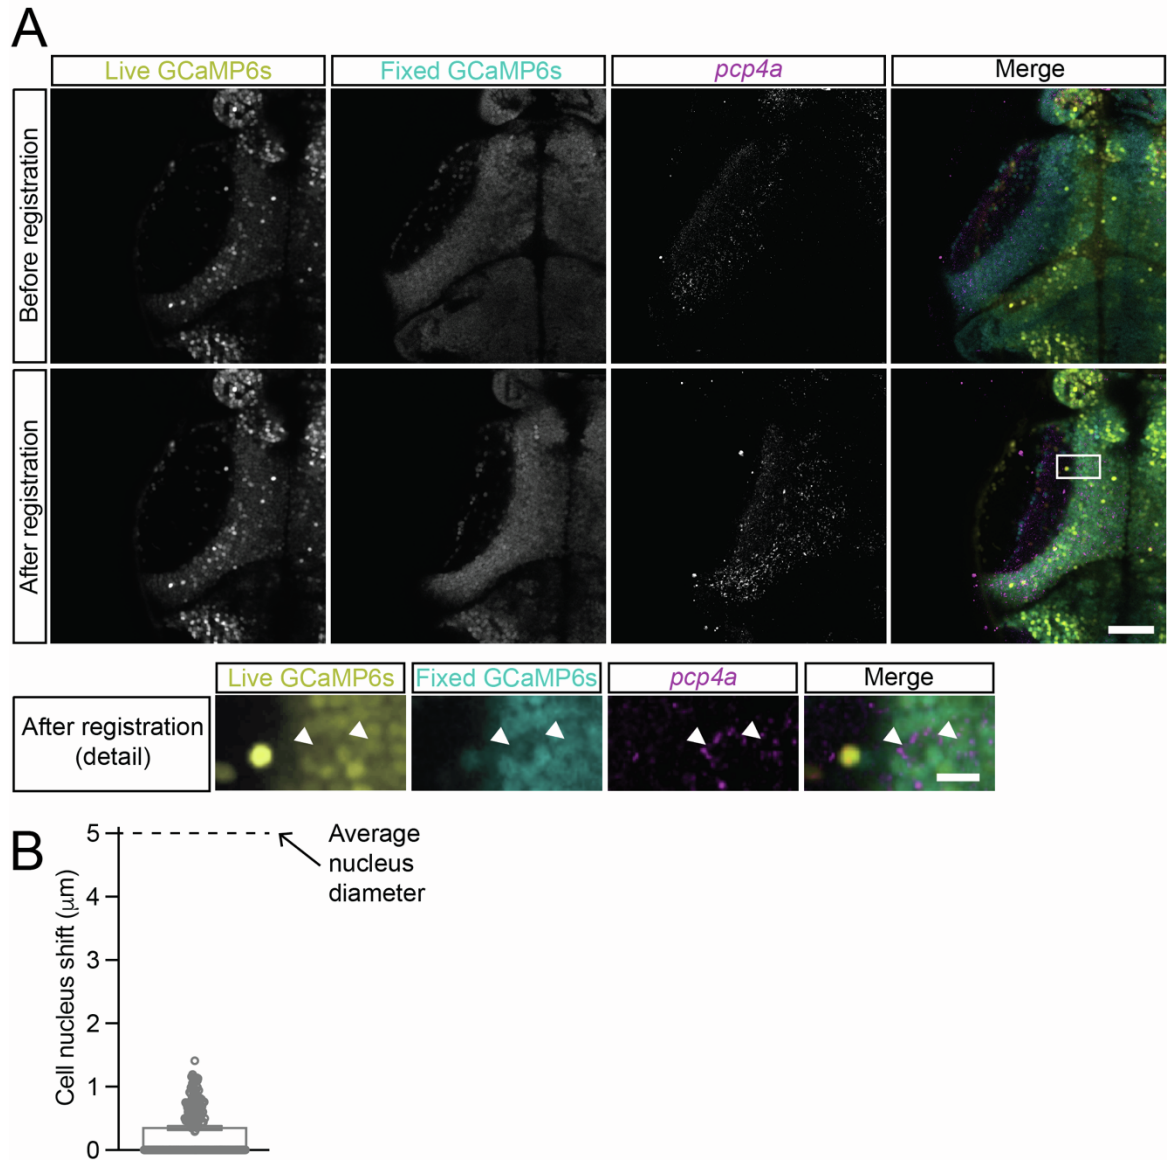 A
Live GCaMP6s
Fixed GCaMP6s
pcp4a
Merge
Before registration
After registration
After registration
(detail)
Live GCaMP6s
Fixed GCaMP6s
pcp4a
Merge
B
Cell nucleus shift (μm)
5
4
3
2
1
0
Average
nucleus
diameter